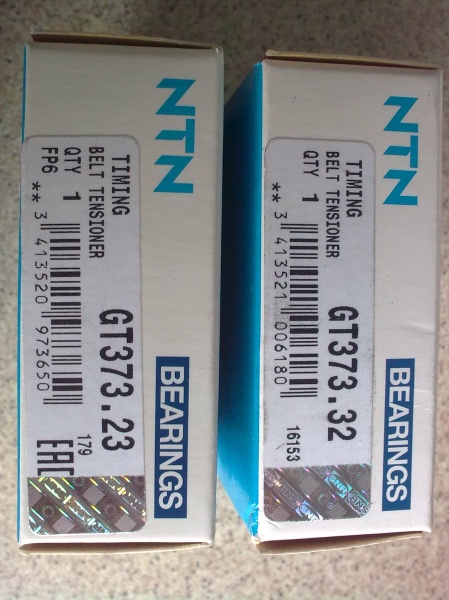 NTN
BEARINGS
TIMING
BELT TENSIONER
QTY 1
FP6
** 3 413520 973650
GT373.23
179
EAC
NTN
BEARINGS
TIMING
BELT TENSIONER
QTY 1
** 3 413521 006180
GT373.32
16153
SNR